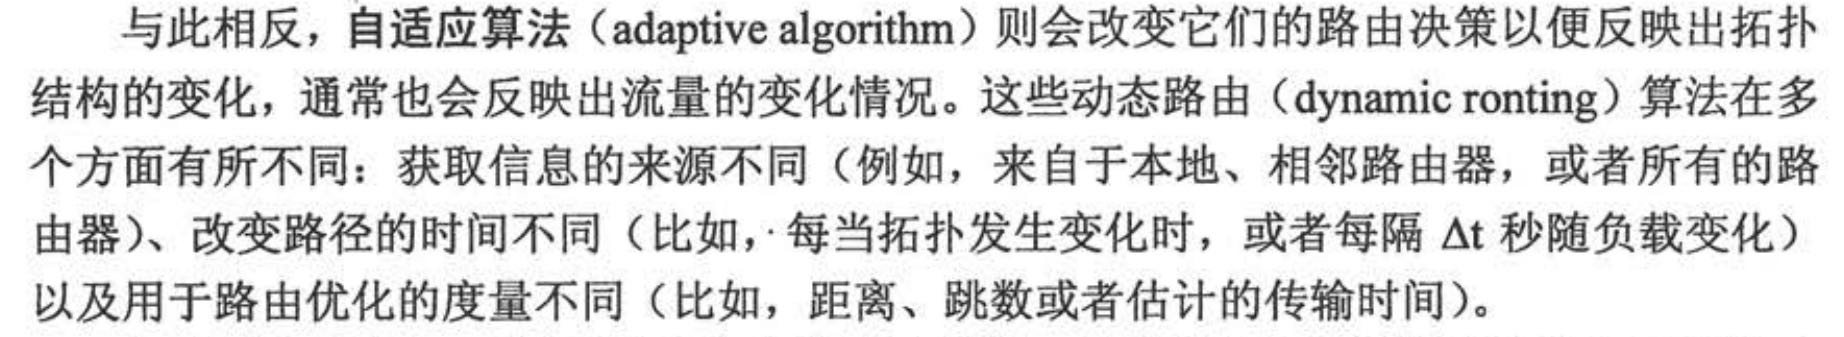 与此相反，自适应算法（adaptive algorithm）则会改变它们的路由决策以便反映出拓扑
结构的变化，通常也会反映出流量的变化情况。这些动态路由（dynamic ronting）算法在多
个方面有所不同：获取信息的来源不同（例如，来自于本地、相邻路由器，或者所有的路
由器）、改变路径的时间不同（比如，每当拓扑发生变化时，或者每隔 Δt 秒随负载变化）
以及用于路由优化的度量不同（比如，距离、跳数或者估计的传输时间）。